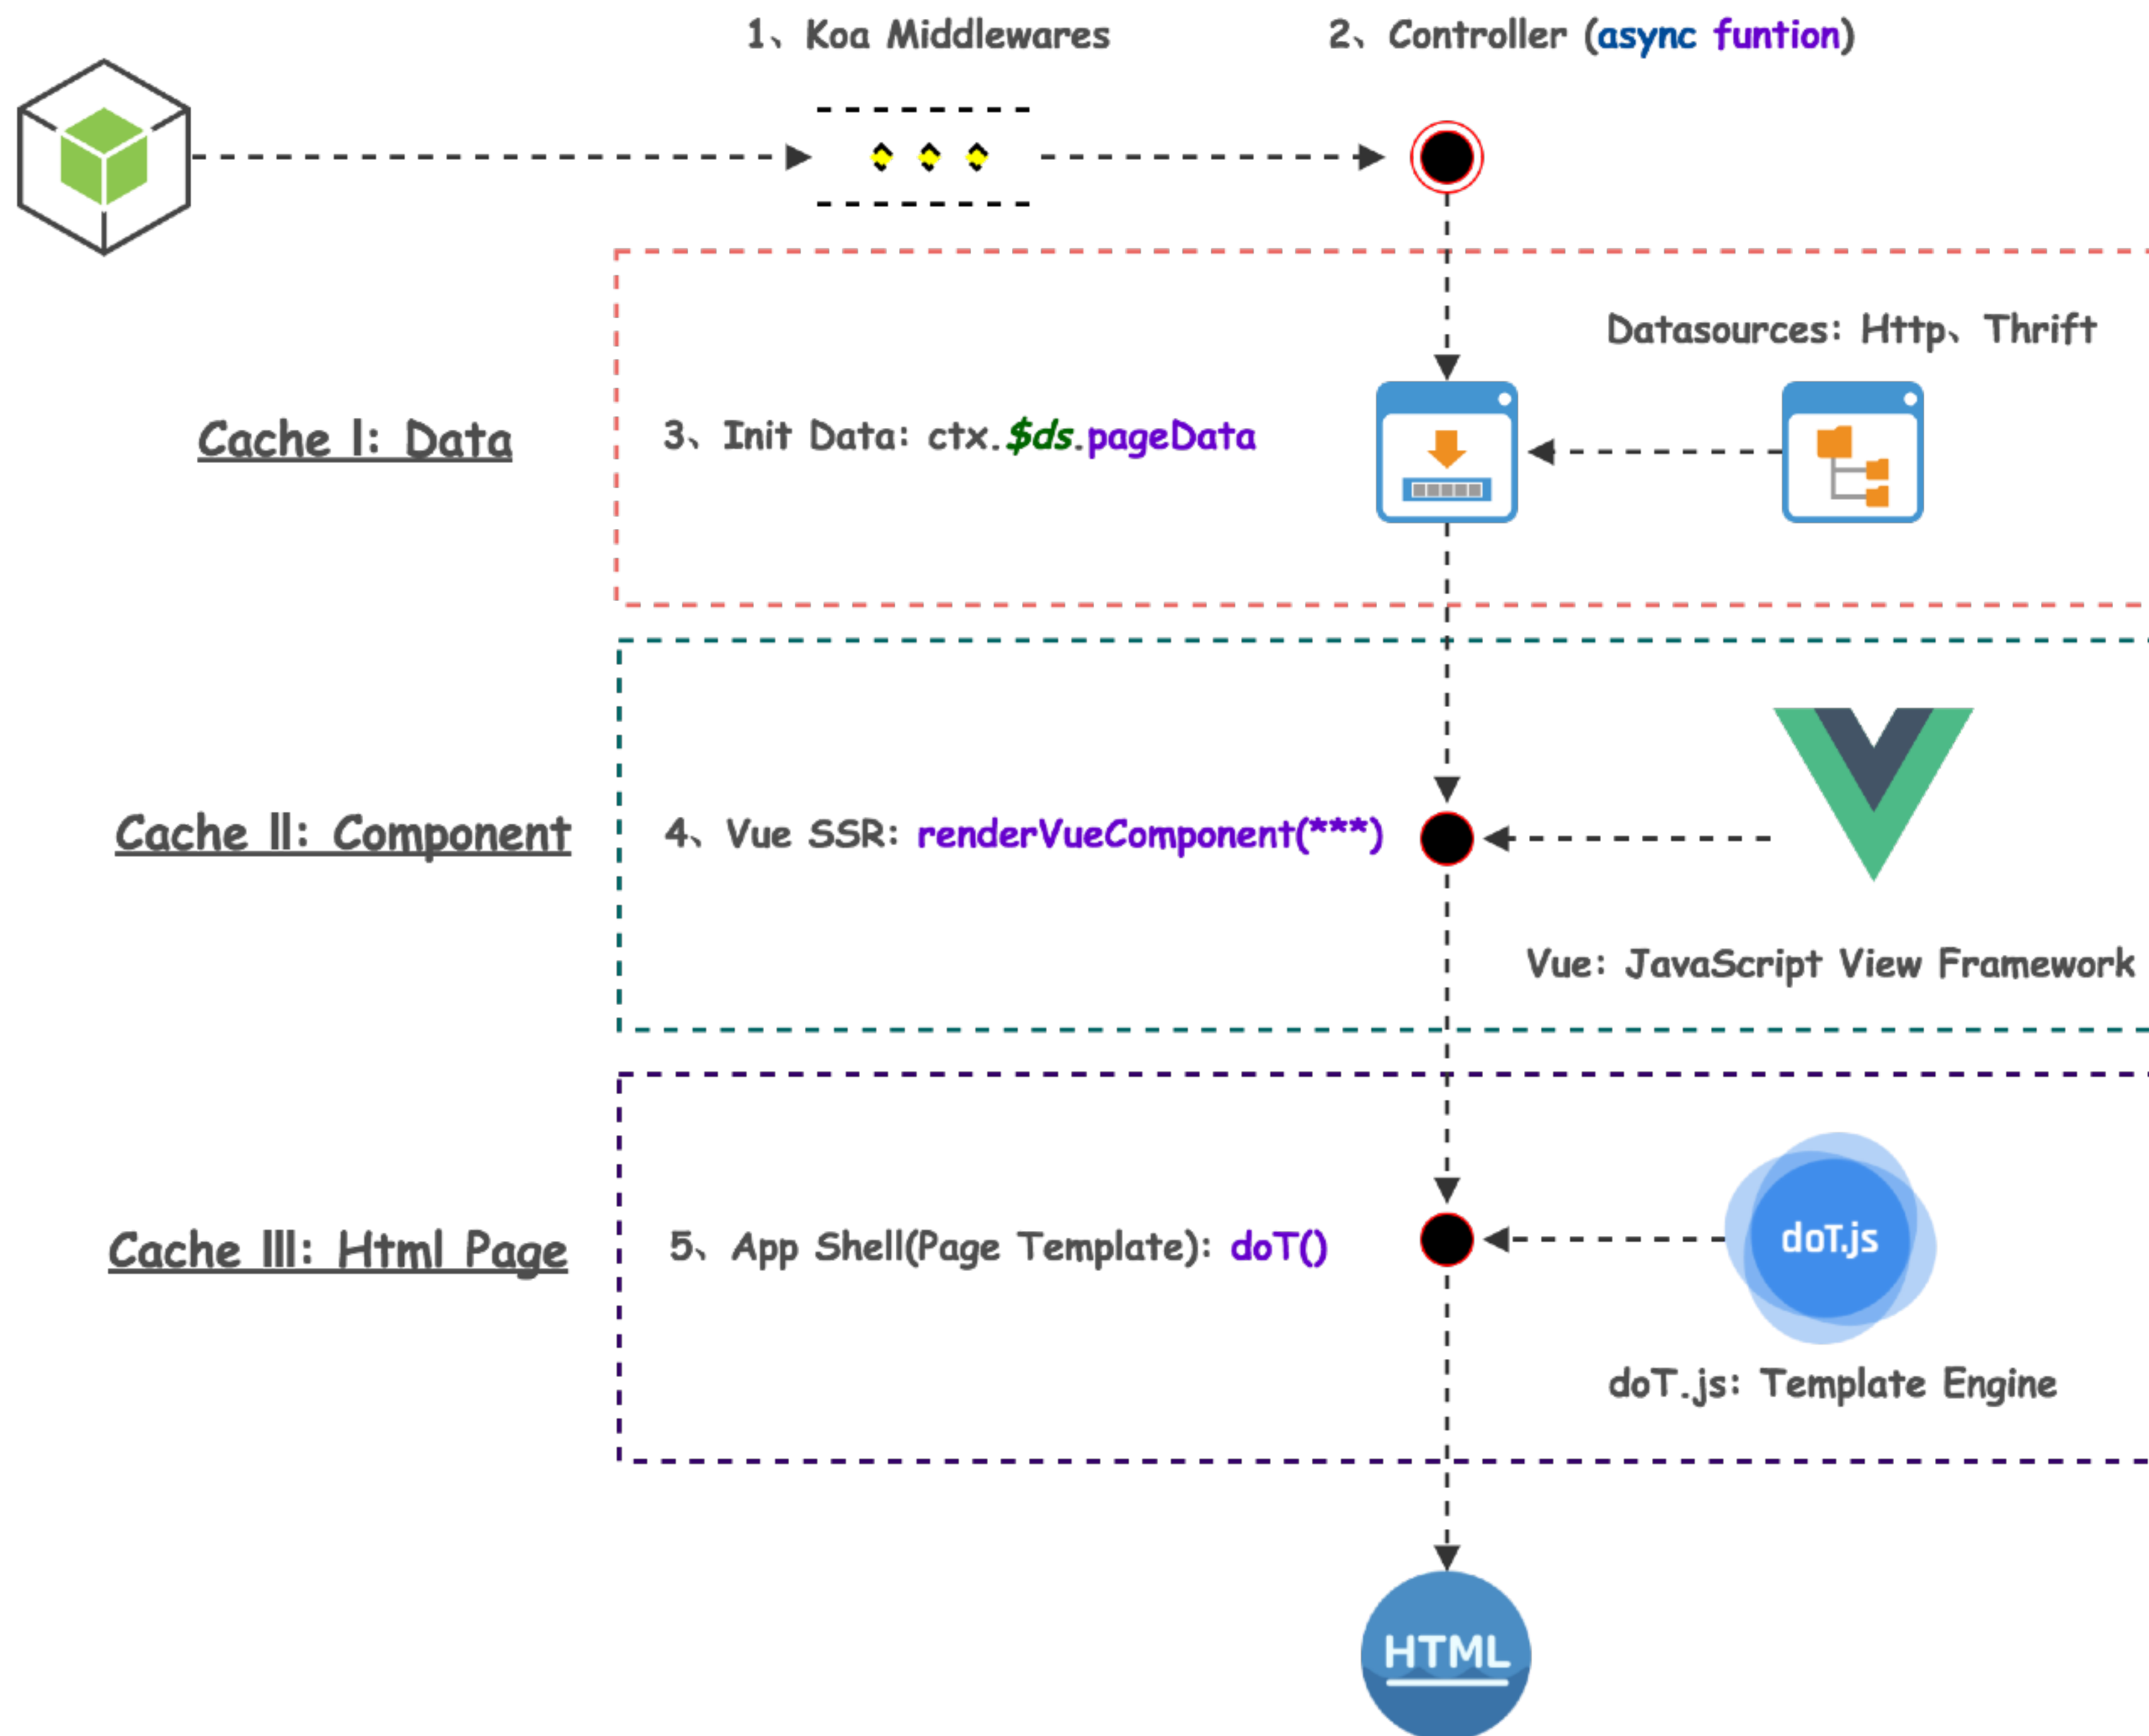 1、Koa Middlewares
2、Controller (async funtion)
Datasources: Http、Thrift
Cache I: Data
3、Init Data: ctx.$ds.pageData
Cache II: Component
4、Vue SSR: renderVueComponent(***)
Vue: JavaScript View Framework
Cache III: Html Page
5、App Shell(Page Template): doT()
doT.js
doT.js: Template Engine
HTML